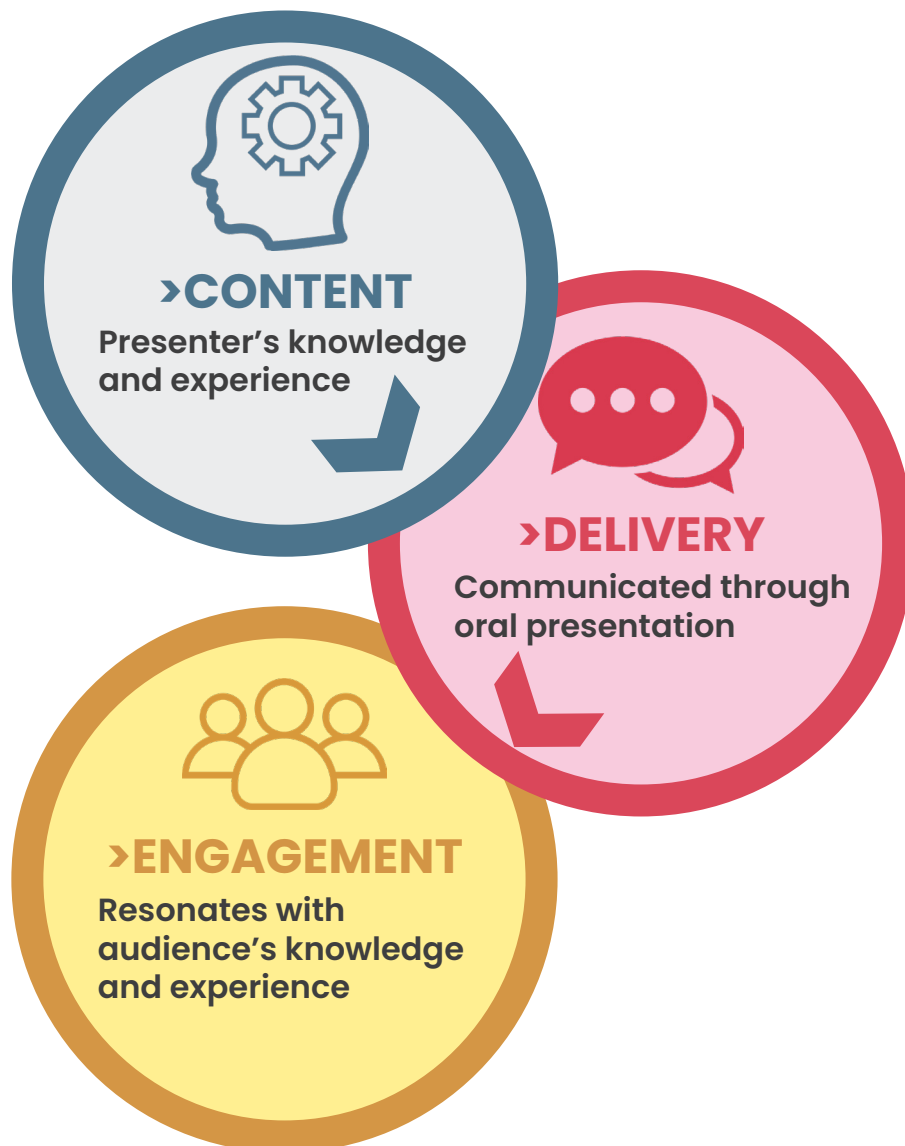 >CONTENT
Presenter’s knowledge
and experience
>DELIVERY
Communicated through
oral presentation
>ENGAGEMENT
Resonates with
audience’s knowledge
and experience